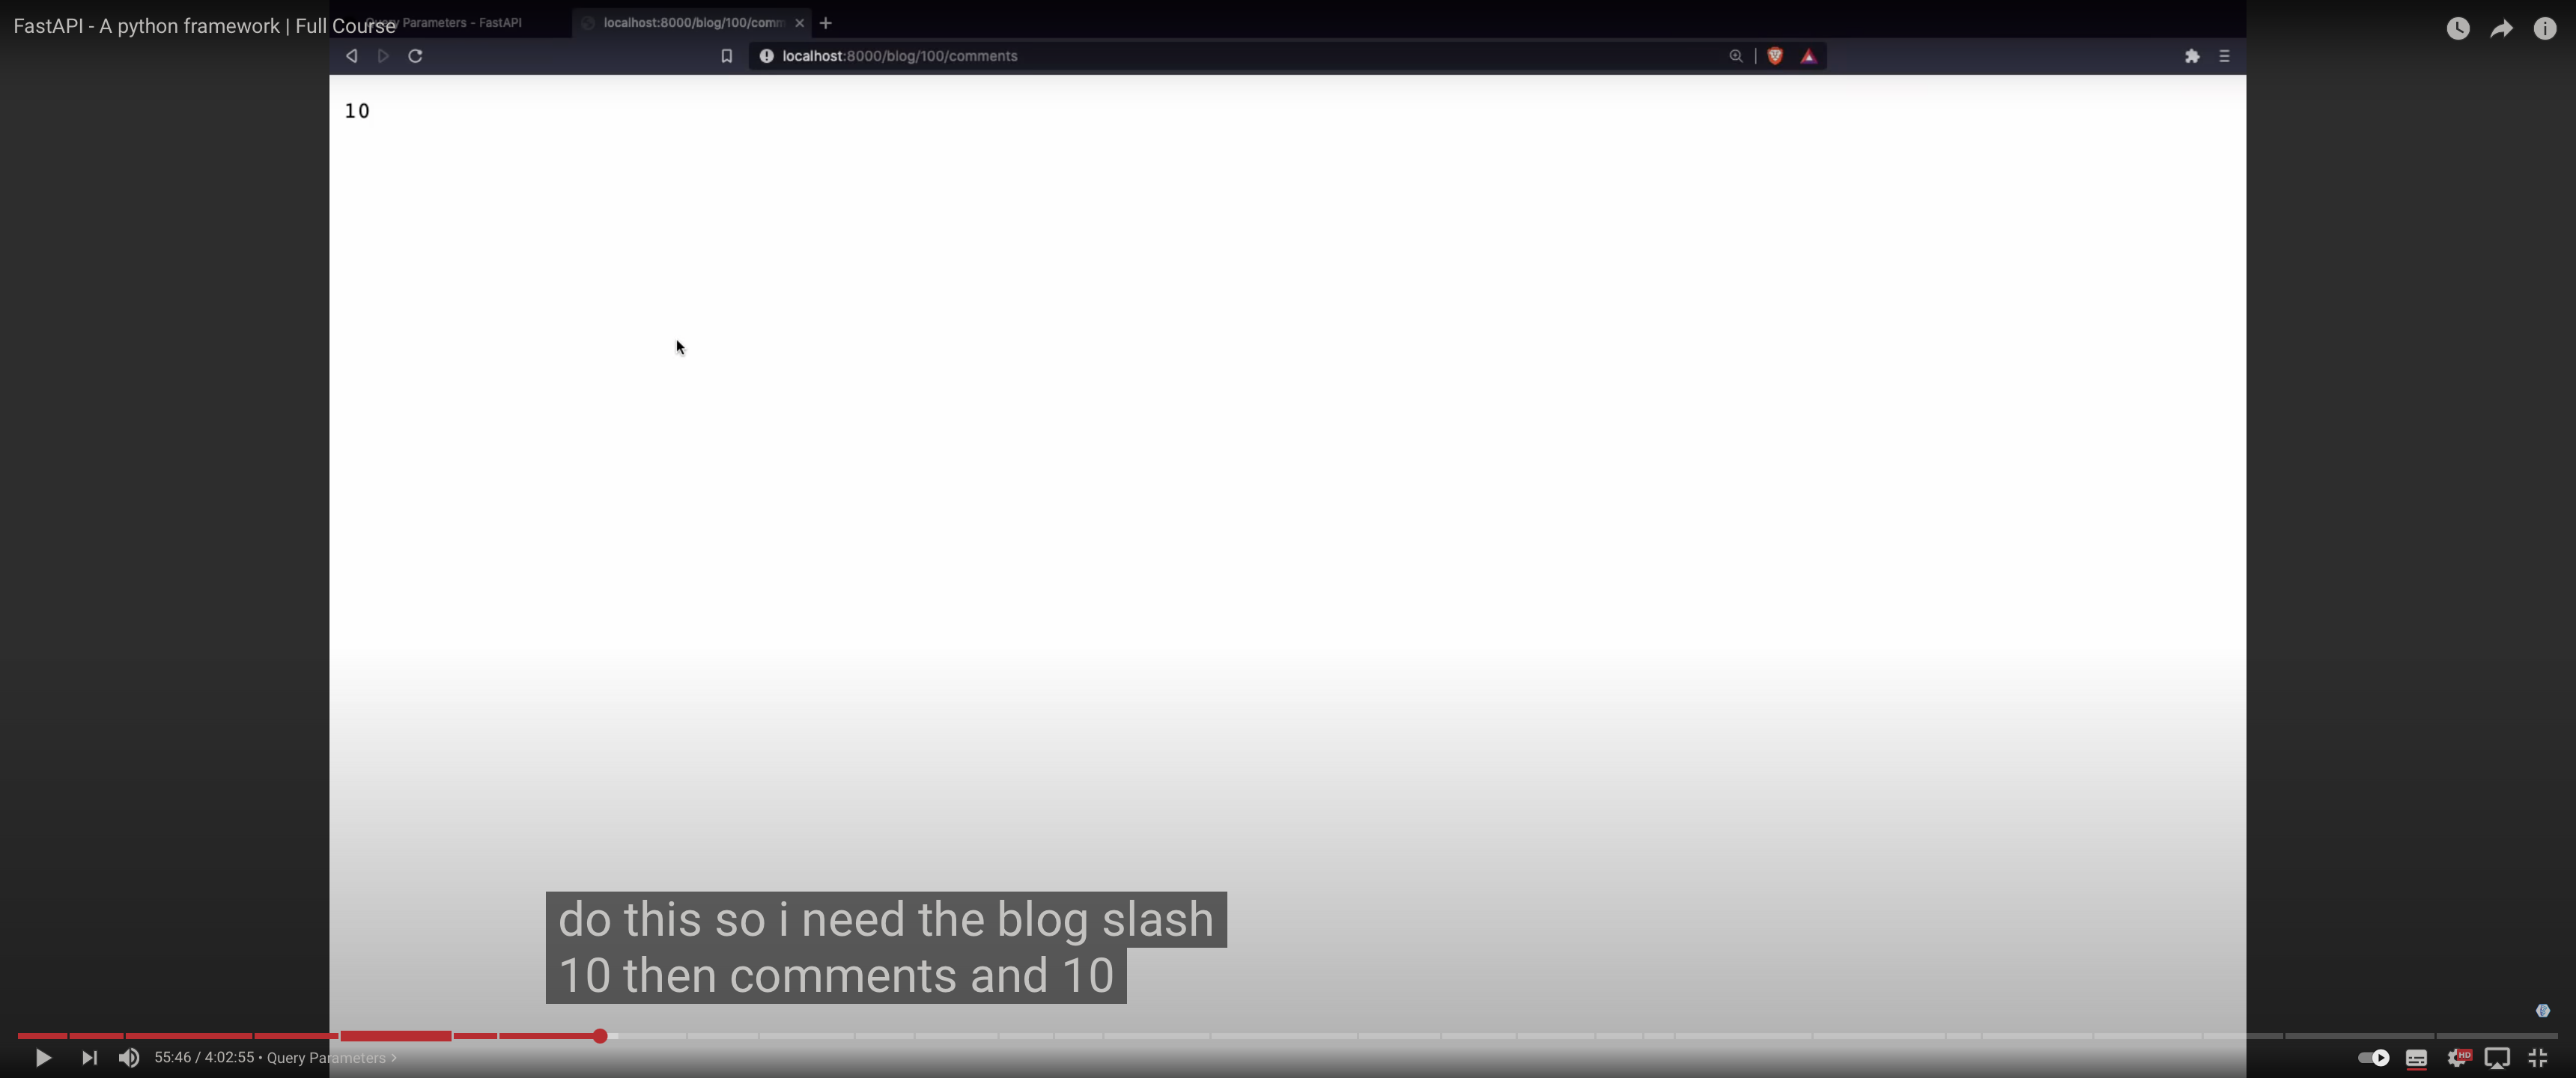 FastAPI - A python framework | Full Course
Parameters - FastAPI
localhost:8000/blog/100/comm
localhost:8000/blog/100/comments
10
do this so i need the blog slash
10 then comments and 10
55:46 / 4:02:55 • Query Parameters >
HD